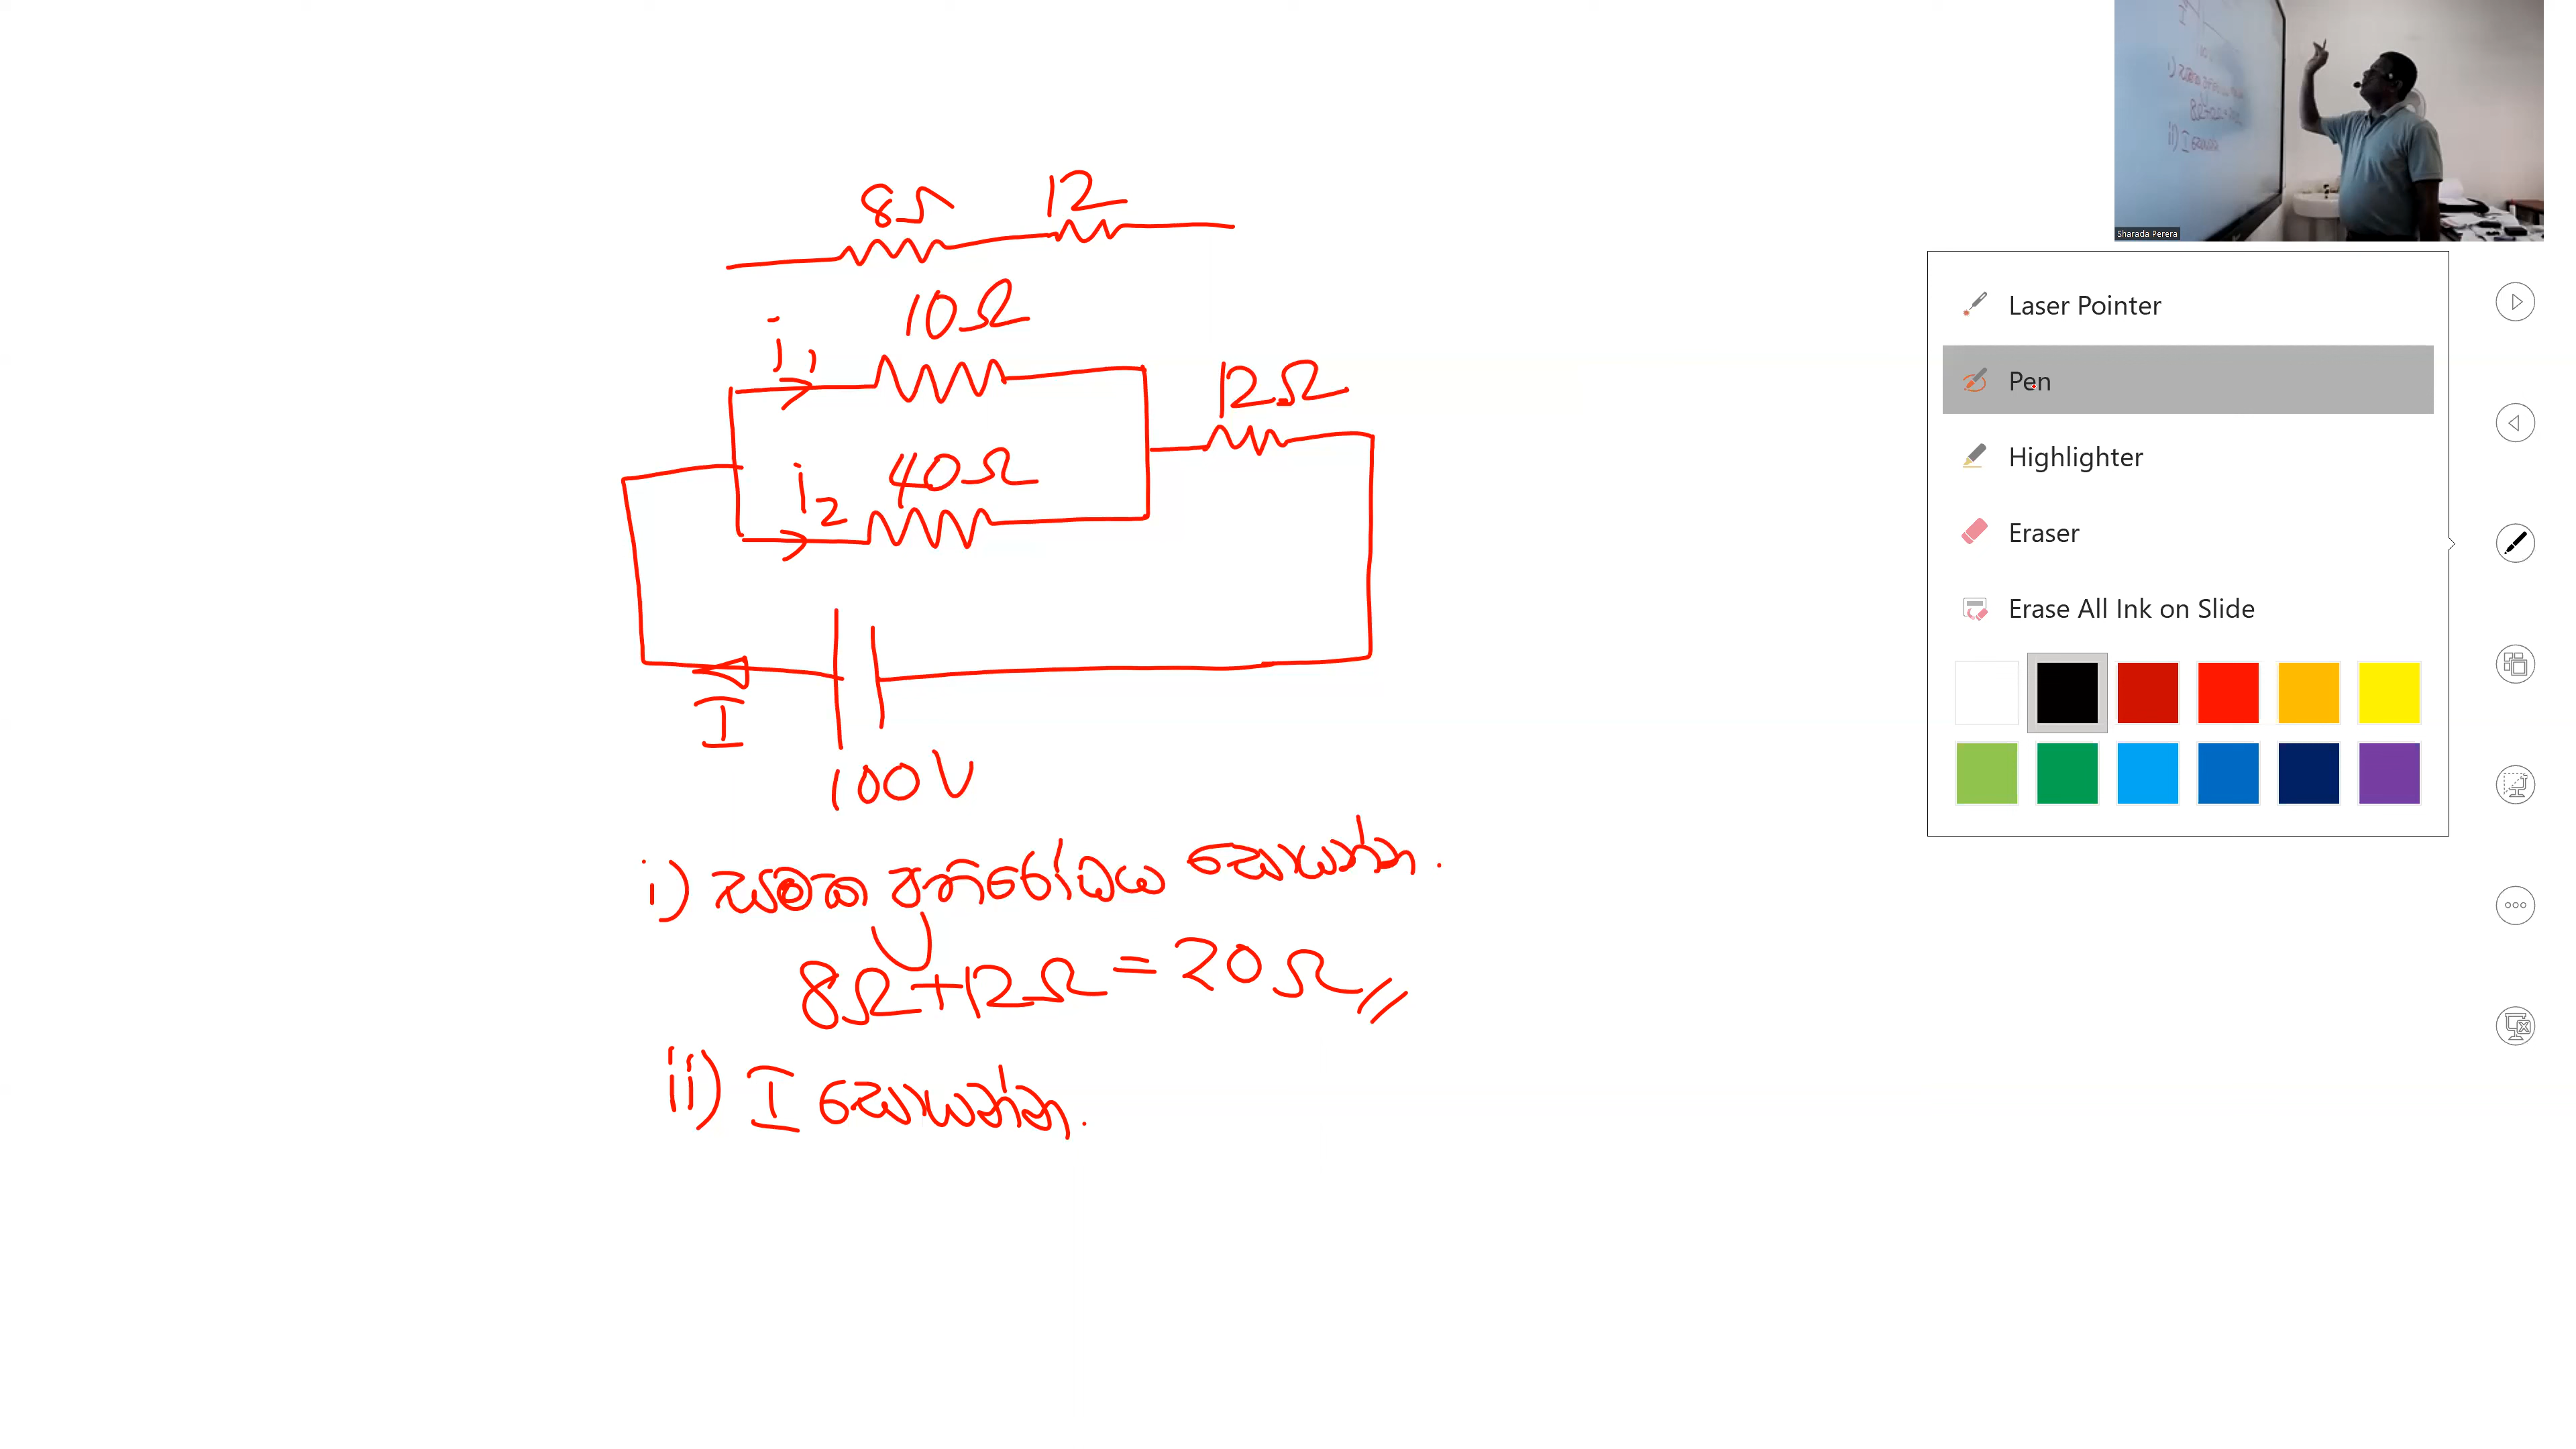 8Ω 12
10Ω
i₁
12Ω
40Ω
i₂
I
100V
i) සමක ප්‍රතිරෝධය සොයන්න.
8Ω+12Ω = 20Ω //
ii) I සොයන්න.
Sharada Perera
Laser Pointer
Pen
Highlighter
Eraser
Erase All Ink on Slide